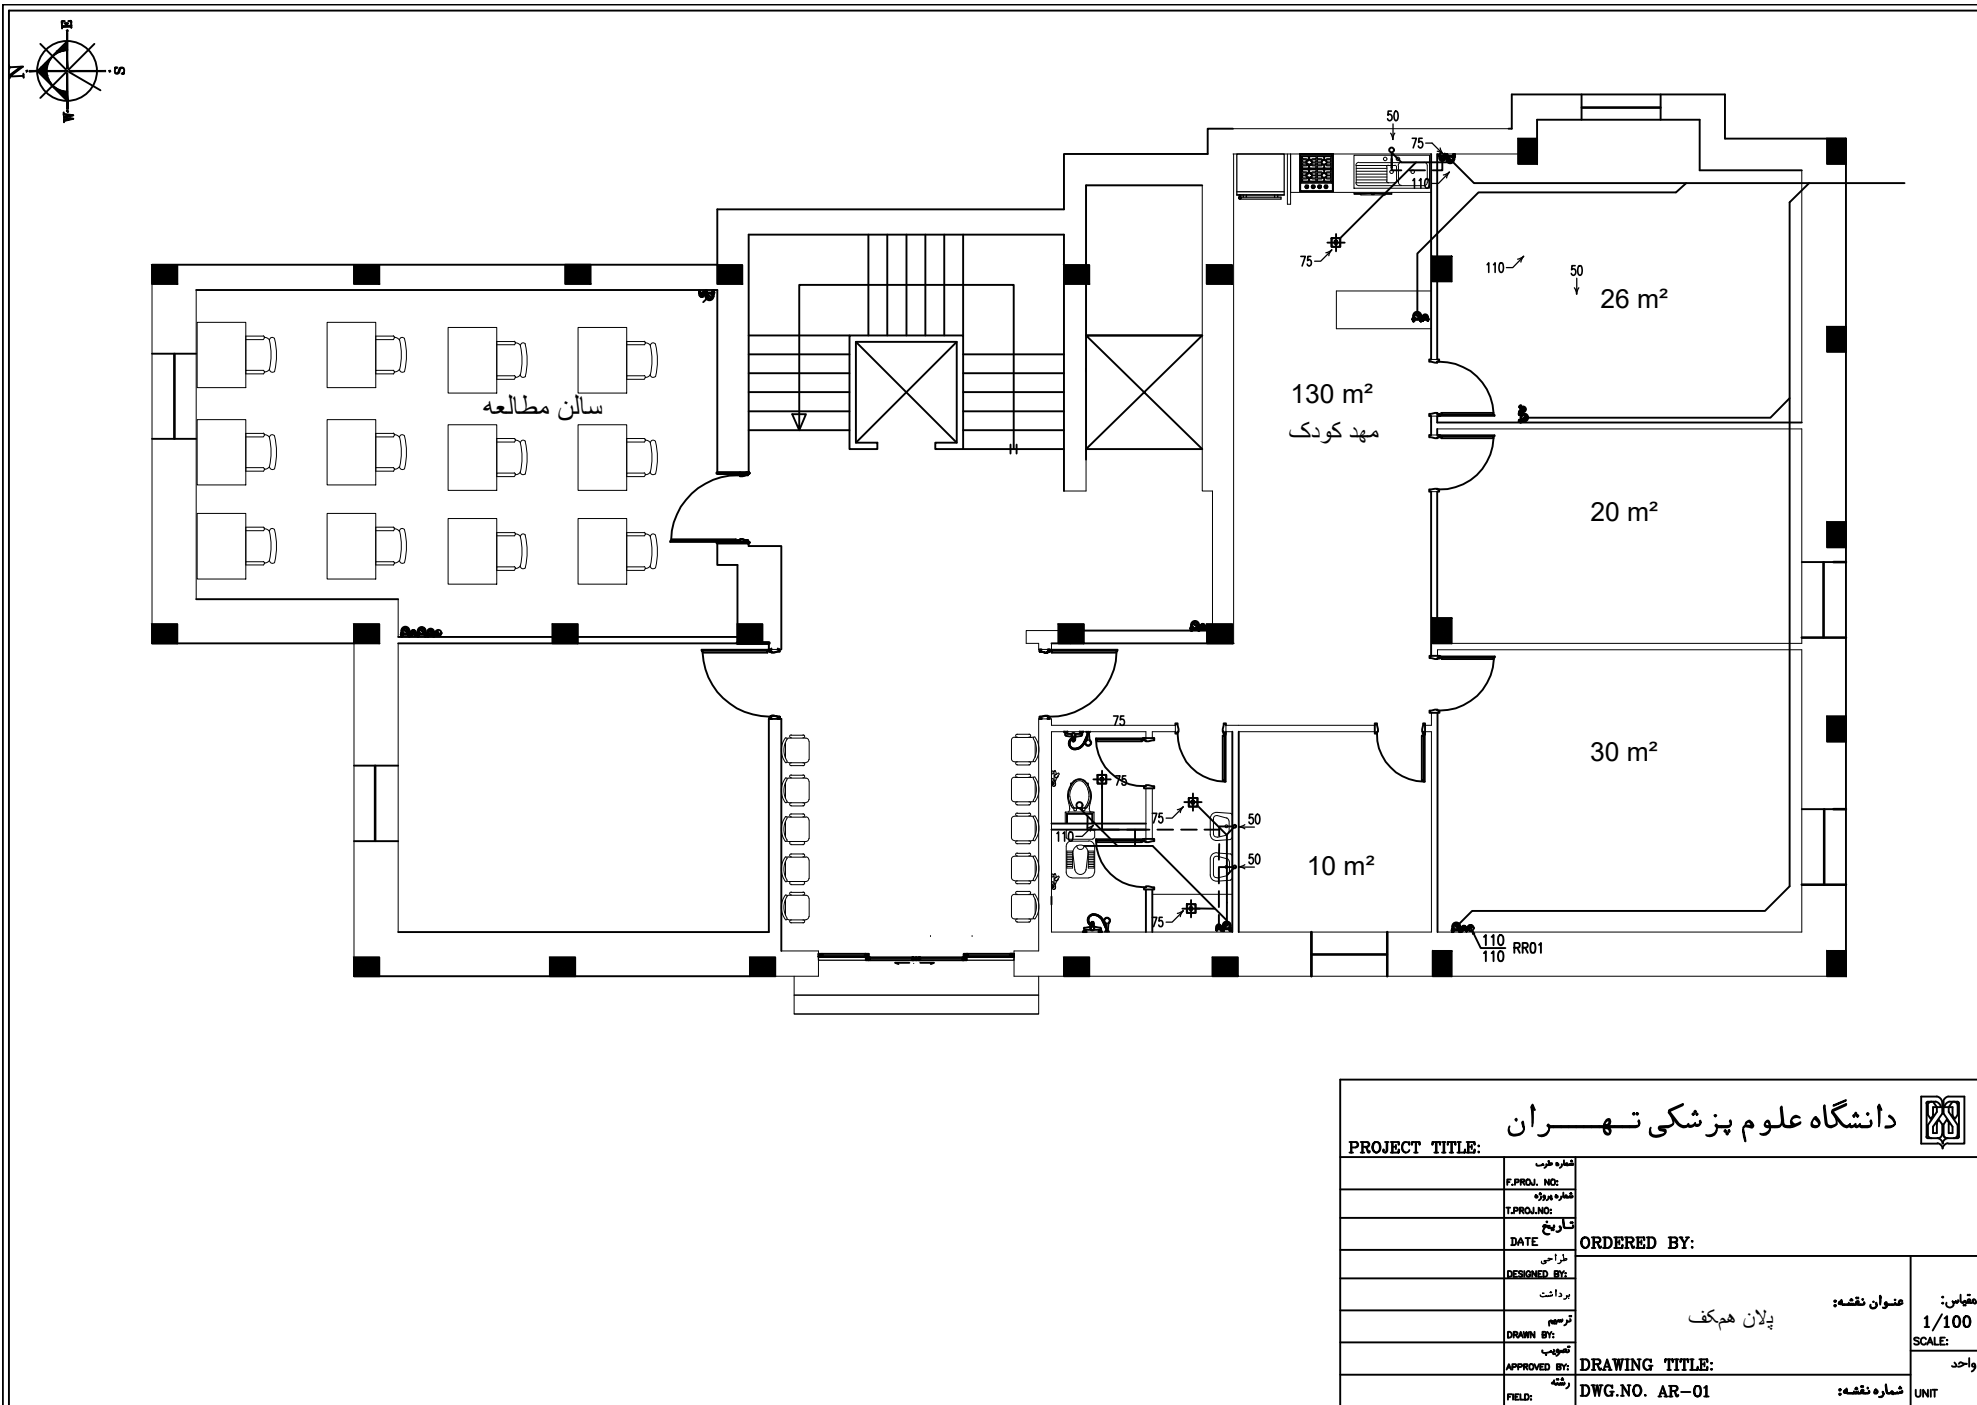 E
N
S
W
50
75
110
75
110
50
26 m²
130 m²
مهد کودک
سالن مطالعه
20 m²
75
75
75
50
110
50
75
10 m²
30 m²
110
110
RR01
دانشگاه علوم پزشکی تهـــران
PROJECT TITLE:
شماره طرب
F.PROJ. NO:
شماره پروژه
T.PROJ.NO:
تاریخ
DATE
ORDERED BY:
طراحی
DESIGNED BY:
برداشت
عنوان نقشه:
مقیاس:
پلان همکف
1/100
ترسیم
DRAWN BY:
SCALE:
تصویب
APPROVED BY:
DRAWING TITLE:
واحد
رشته
FIELD:
DWG.NO. AR-01
شماره نقشه:
UNIT